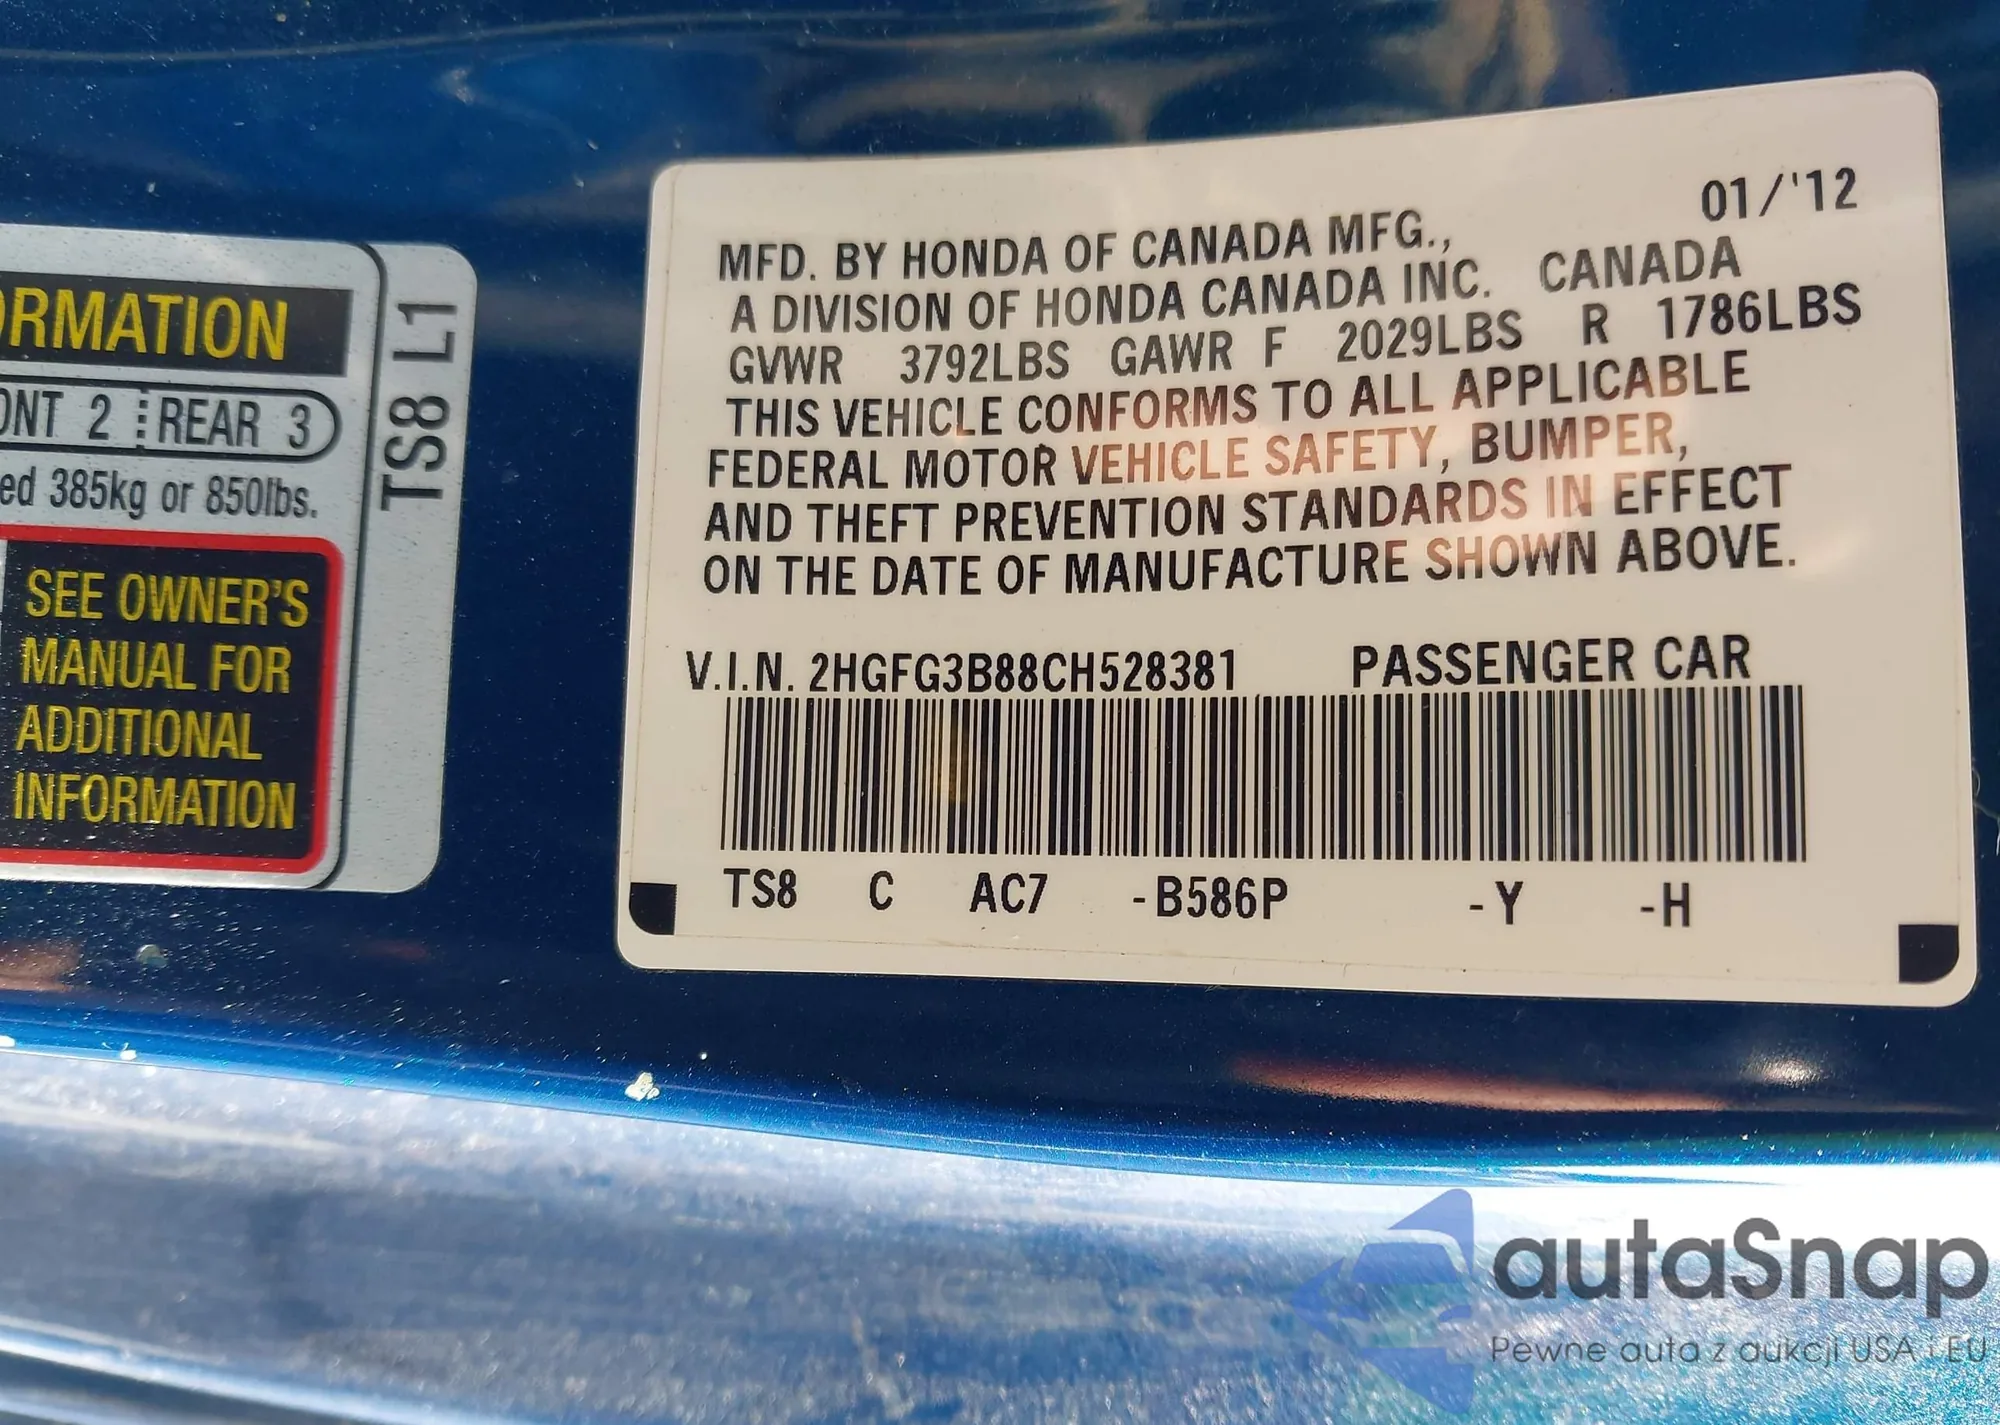 ORMATION
ONT 2 REAR 3
ed 385kg or 850lbs.
SEE OWNER'S
MANUAL FOR
ADDITIONAL
INFORMATION
TS8 L1
01/'12
MFD. BY HONDA OF CANADA MFG.,
A DIVISION OF HONDA CANADA INC. CANADA
GVWR 3792LBS GAWR F 2029LBS R 1786LBS
THIS VEHICLE CONFORMS TO ALL APPLICABLE
FEDERAL MOTOR VEHICLE SAFETY, BUMPER,
AND THEFT PREVENTION STANDARDS IN EFFECT
ON THE DATE OF MANUFACTURE SHOWN ABOVE.
V.I.N. 2HGFG3B88CH528381 PASSENGER CAR
TS8 C AC7 -B586P -Y -H
autaSnap
Pewne auta z aukcji USA i EU